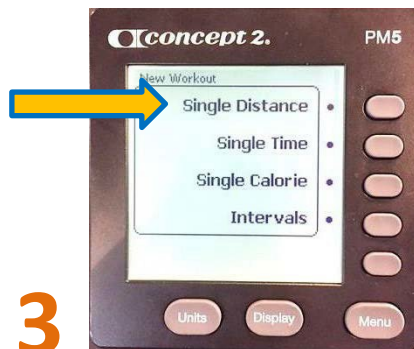 concept 2. PM5
New Workout
Single Distance
Single Time
Single Calorie
Intervals
3
Units Display Menu